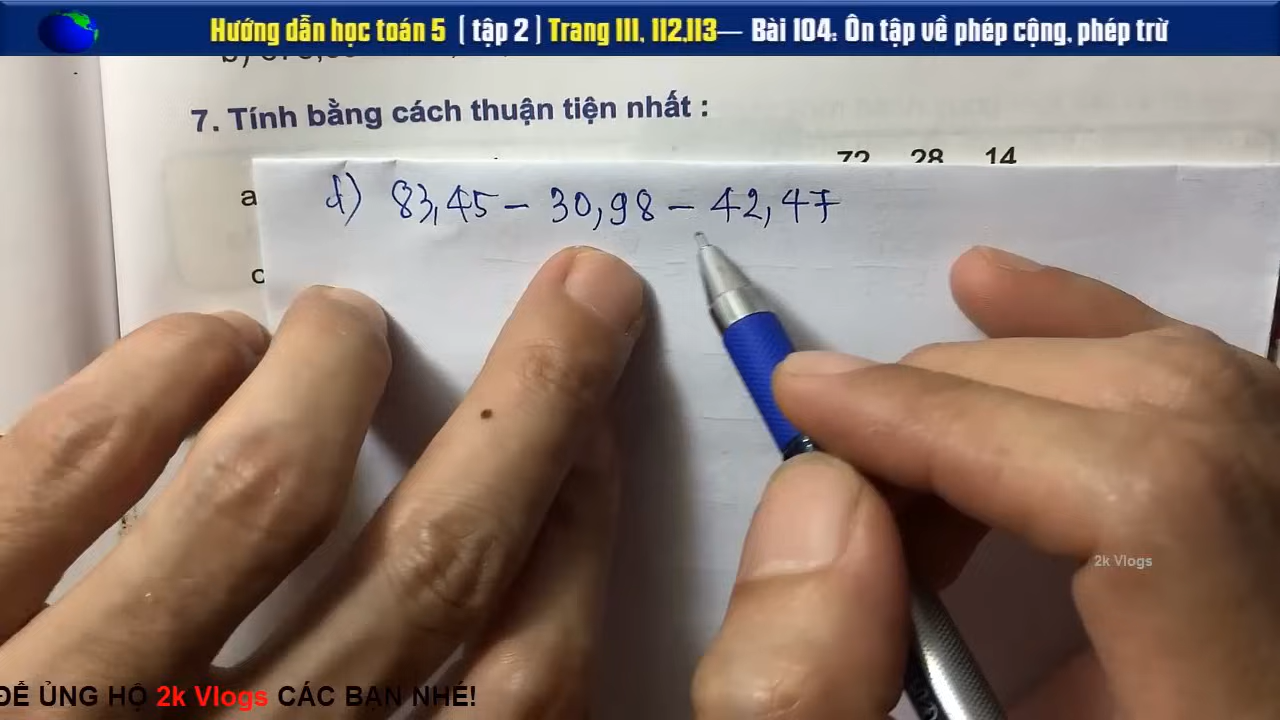 Hướng dẫn học toán 5 ( tập 2 ) Trang 111, 112,113— Bài 104: Ôn tập về phép cộng, phép trừ
7. Tính bằng cách thuận tiện nhất :
72 28 14
a
d) 83,45 - 30,98 - 42,47
c
2k Vlogs
ĐỂ ỦNG HỘ 2k Vlogs CÁC BẠN NHÉ!